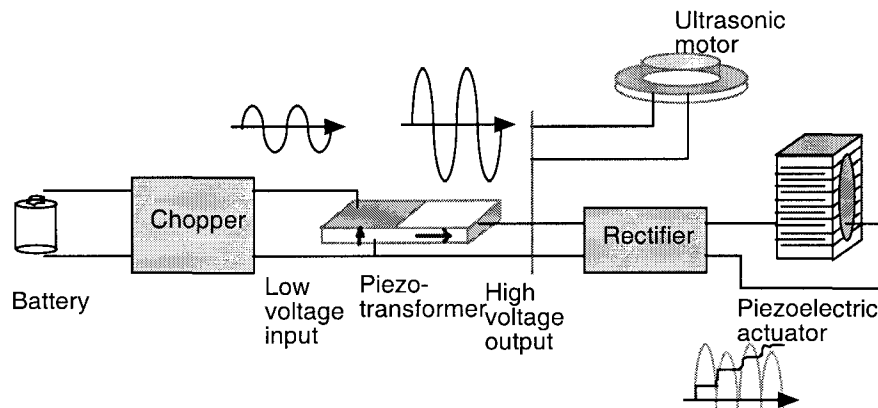 Ultrasonic
motor
Chopper
Rectifier
Battery
Low
voltage
input
Piezo-
transformer
High
voltage
output
Piezoelectric
actuator